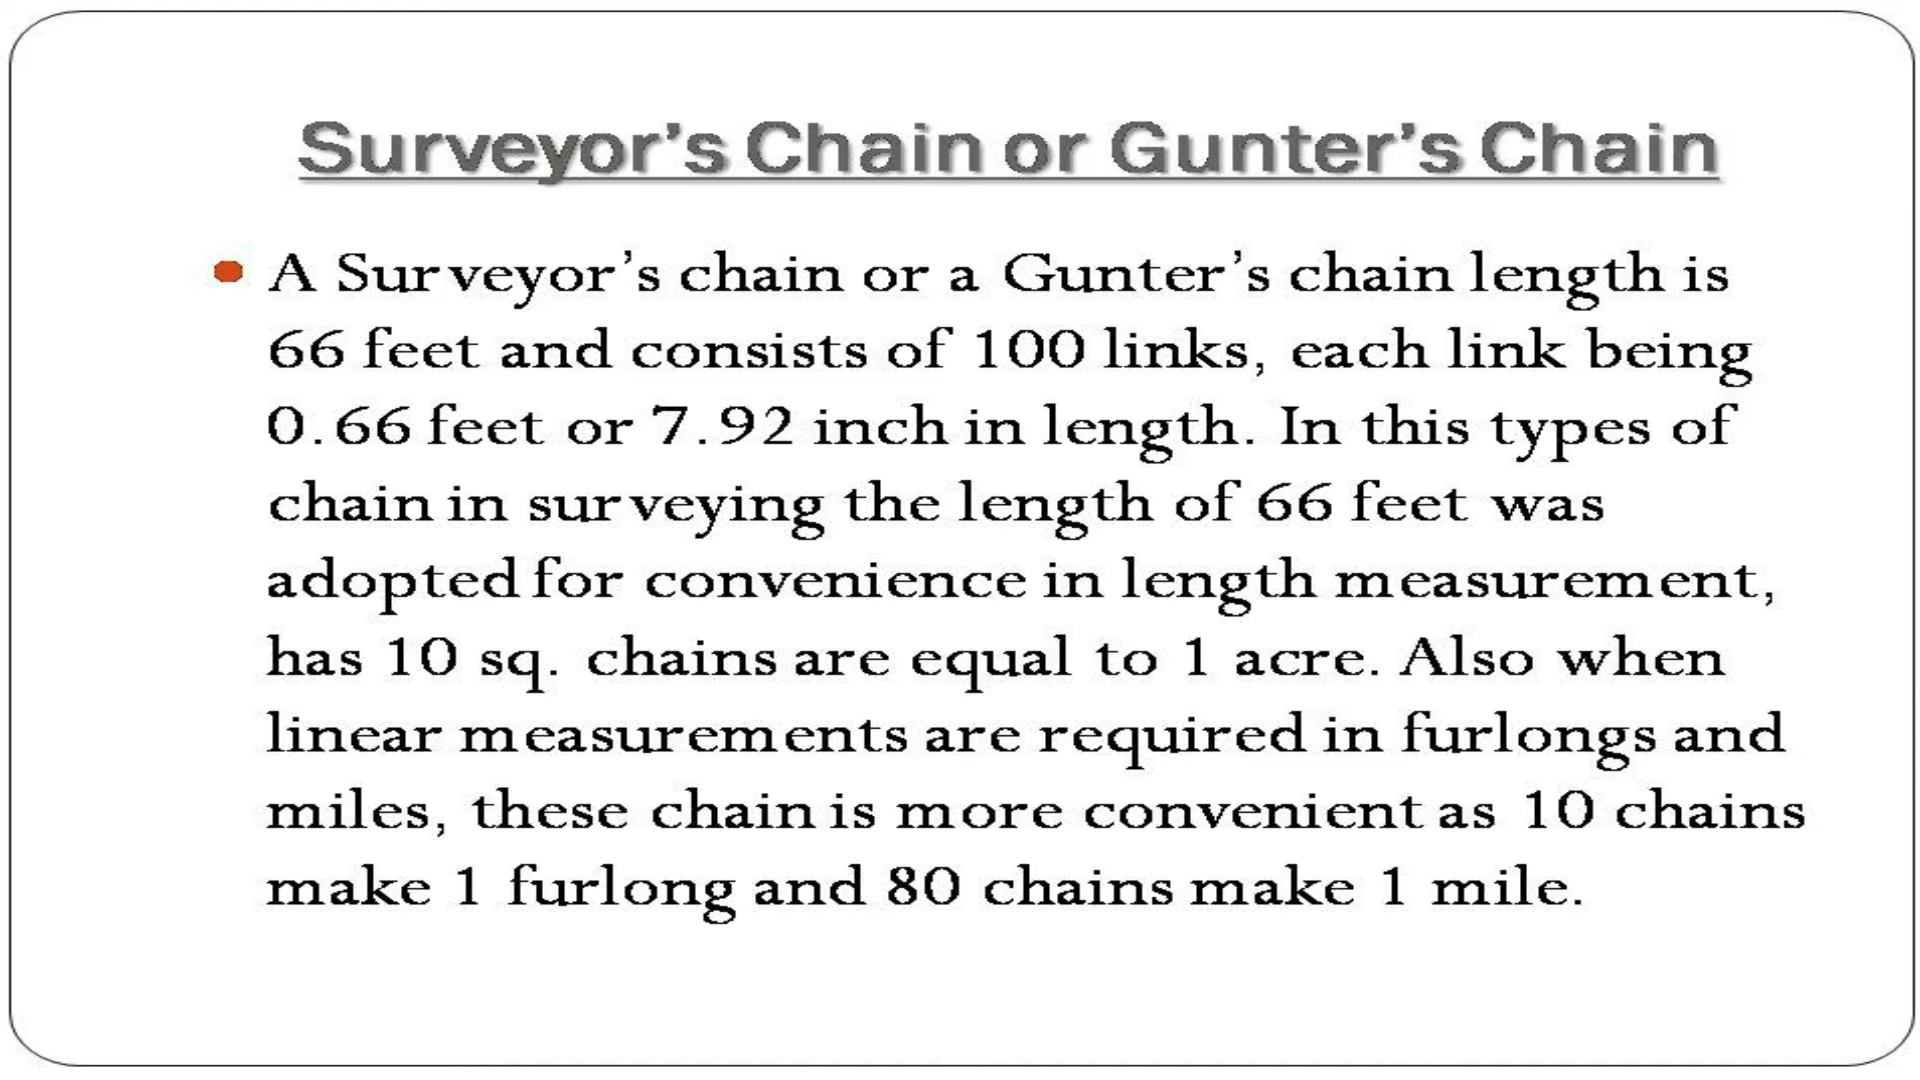 Surveyor’s Chain or Gunter’s Chain
A Surveyor’s chain or a Gunter’s chain length is
66 feet and consists of 100 links, each link being
0.66 feet or 7.92 inch in length. In this types of
chain in surveying the length of 66 feet was
adopted for convenience in length measurement,
has 10 sq. chains are equal to 1 acre. Also when
linear measurements are required in furlongs and
miles, these chain is more convenient as 10 chains
make 1 furlong and 80 chains make 1 mile.